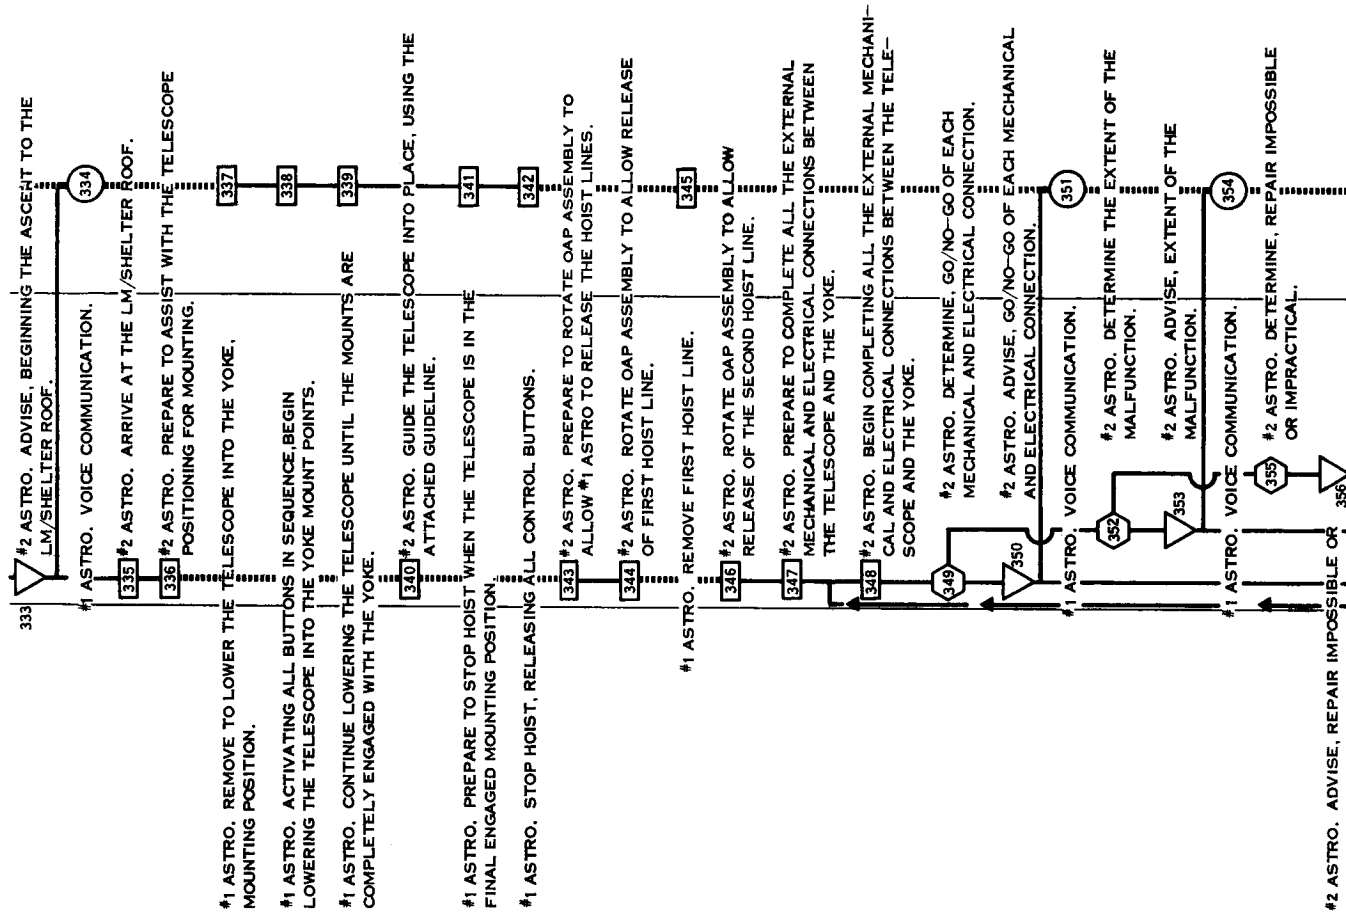 333
#2 ASTRO. ADVISE, BEGINNING THE ASCENT TO THE
LM/SHELTER ROOF.
334
#1 ASTRO. VOICE COMMUNICATION.
335
#2 ASTRO. ARRIVE AT THE LM/SHELTER ROOF.
336
#2 ASTRO. PREPARE TO ASSIST WITH THE TELESCOPE
POSITIONING FOR MOUNTING.
337
#1 ASTRO. REMOVE TO LOWER THE TELESCOPE INTO THE YOKE,
MOUNTING POSITION.
338
#1 ASTRO. ACTIVATING ALL BUTTONS IN SEQUENCE, BEGIN
LOWERING THE TELESCOPE INTO THE YOKE MOUNT POINTS.
339
#1 ASTRO. CONTINUE LOWERING THE TELESCOPE UNTIL THE MOUNTS ARE
COMPLETELY ENGAGED WITH THE YOKE.
340
#2 ASTRO. GUIDE THE TELESCOPE INTO PLACE, USING THE
ATTACHED GUIDELINE.
341
#1 ASTRO. PREPARE TO STOP HOIST WHEN THE TELESCOPE IS IN THE
FINAL ENGAGED MOUNTING POSITION.
342
#1 ASTRO. STOP HOIST, RELEASING ALL CONTROL BUTTONS.
343
#2 ASTRO. PREPARE TO ROTATE OAP ASSEMBLY TO
ALLOW #1 ASTRO TO RELEASE THE HOIST LINES.
344
#2 ASTRO. ROTATE OAP ASSEMBLY TO ALLOW RELEASE
OF FIRST HOIST LINE.
345
#1 ASTRO. REMOVE FIRST HOIST LINE.
346
#2 ASTRO. ROTATE OAP ASSEMBLY TO ALLOW
RELEASE OF THE SECOND HOIST LINE.
347
#2 ASTRO. PREPARE TO COMPLETE ALL THE EXTERNAL
MECHANICAL AND ELECTRICAL CONNECTIONS BETWEEN
THE TELESCOPE AND THE YOKE.
348
#2 ASTRO. BEGIN COMPLETING ALL THE EXTERNAL MECHANI-
CAL AND ELECTRICAL CONNECTIONS BETWEEN THE TELE-
SCOPE AND THE YOKE.
349
#2 ASTRO. DETERMINE, GO/NO-GO OF EACH
MECHANICAL AND ELECTRICAL CONNECTION.
350
#2 ASTRO. ADVISE, GO/NO-GO OF EACH MECHANICAL
AND ELECTRICAL CONNECTION.
351
#1 ASTRO. VOICE COMMUNICATION.
352
#2 ASTRO. DETERMINE THE EXTENT OF THE
MALFUNCTION.
353
#2 ASTRO. ADVISE, EXTENT OF THE
MALFUNCTION.
354
#1 ASTRO. VOICE COMMUNICATION.
355
#2 ASTRO. DETERMINE, REPAIR IMPOSSIBLE
OR IMPRACTICAL.
356
#2 ASTRO. ADVISE, REPAIR IMPOSSIBLE OR